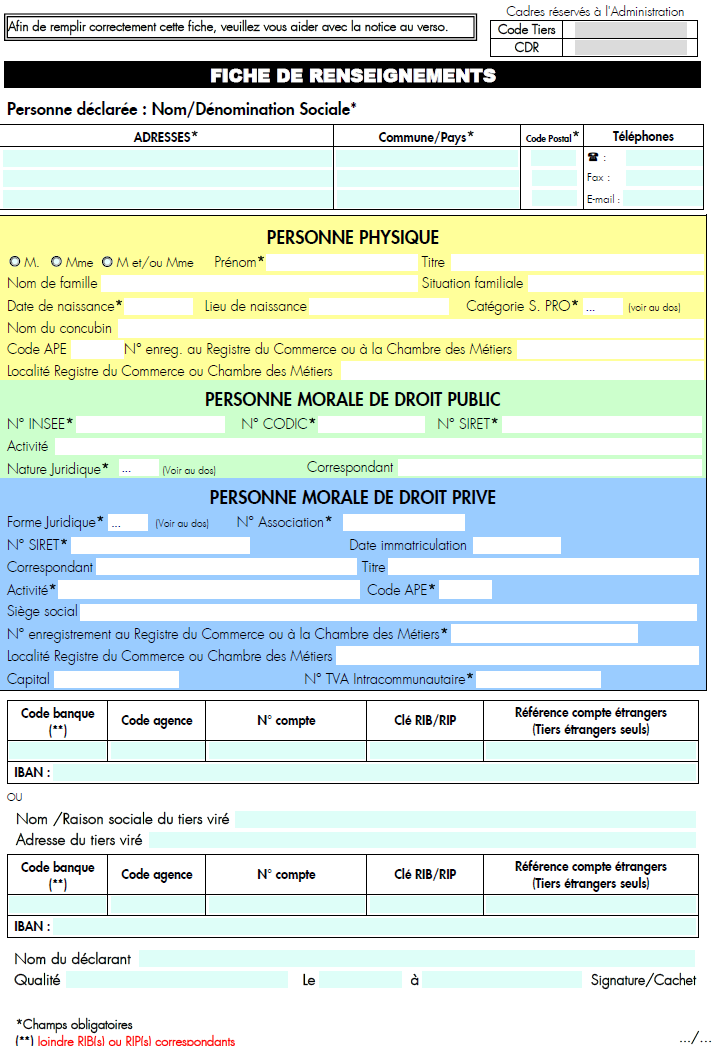 Afin de remplir correctement cette fiche, veuillez vous aider avec la notice au verso.
Cadres réservés à l'Administration
Code Tiers
CDR
FICHE DE RENSEIGNEMENTS
Personne déclarée : Nom/Dénomination Sociale*
ADRESSES* Commune/Pays* Code Postal* Téléphones
☎ :
Fax :
E-mail :
PERSONNE PHYSIQUE
M. Mme M et/ou Mme Prénom* Titre
Nom de famille Situation familiale
Date de naissance* Lieu de naissance Catégorie S. PRO* ... (voir au dos)
Nom du concubin
Code APE N° enreg. au Registre du Commerce ou à la Chambre des Métiers
Localité Registre du Commerce ou Chambre des Métiers
PERSONNE MORALE DE DROIT PUBLIC
N° INSEE* N° CODIC* N° SIRET*
Activité
Nature Juridique* ... (Voir au dos) Correspondant
PERSONNE MORALE DE DROIT PRIVE
Forme Juridique* ... (Voir au dos) N° Association*
N° SIRET* Date immatriculation
Correspondant Titre
Activité* Code APE*
Siège social
N° enregistrement au Registre du Commerce ou à la Chambre des Métiers*
Localité Registre du Commerce ou Chambre des Métiers
Capital N° TVA Intracommunautaire*
Code banque (**) Code agence N° compte Clé RIB/RIP Référence compte étrangers (Tiers étrangers seuls)
IBAN :
OU
Nom /Raison sociale du tiers viré
Adresse du tiers viré
Code banque (**) Code agence N° compte Clé RIB/RIP Référence compte étrangers (Tiers étrangers seuls)
IBAN :
Nom du déclarant
Qualité Le à Signature/Cachet
*Champs obligatoires
(**) Joindre RIB(s) ou RIP(s) correspondants
.../...